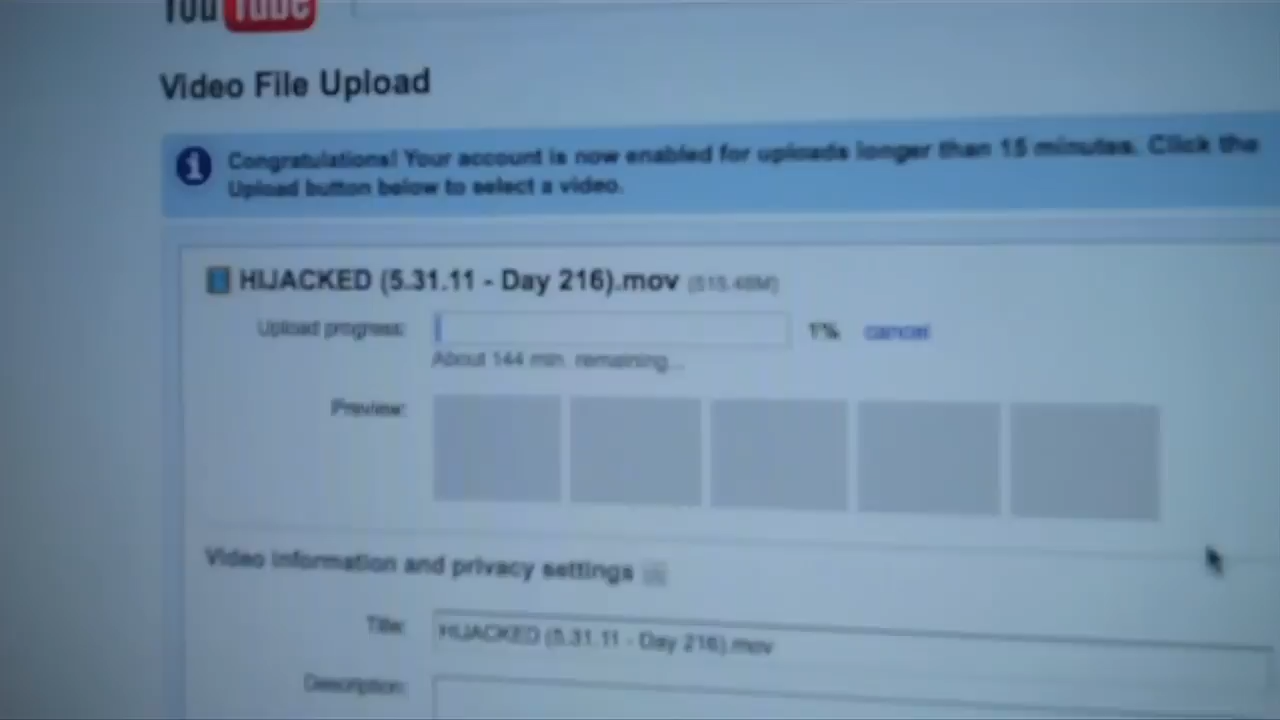 YouTube
Video File Upload
Congratulations! Your account is now enabled for uploads longer than 15 minutes. Click the
Upload button below to select a video.
HIJACKED (5.31.11 - Day 216).mov
Upload progress: 1% cancel
About 144 min. remaining...
Preview:
Video information and privacy settings
Title: HIJACKED (5.31.11 - Day 216).mov
Description: